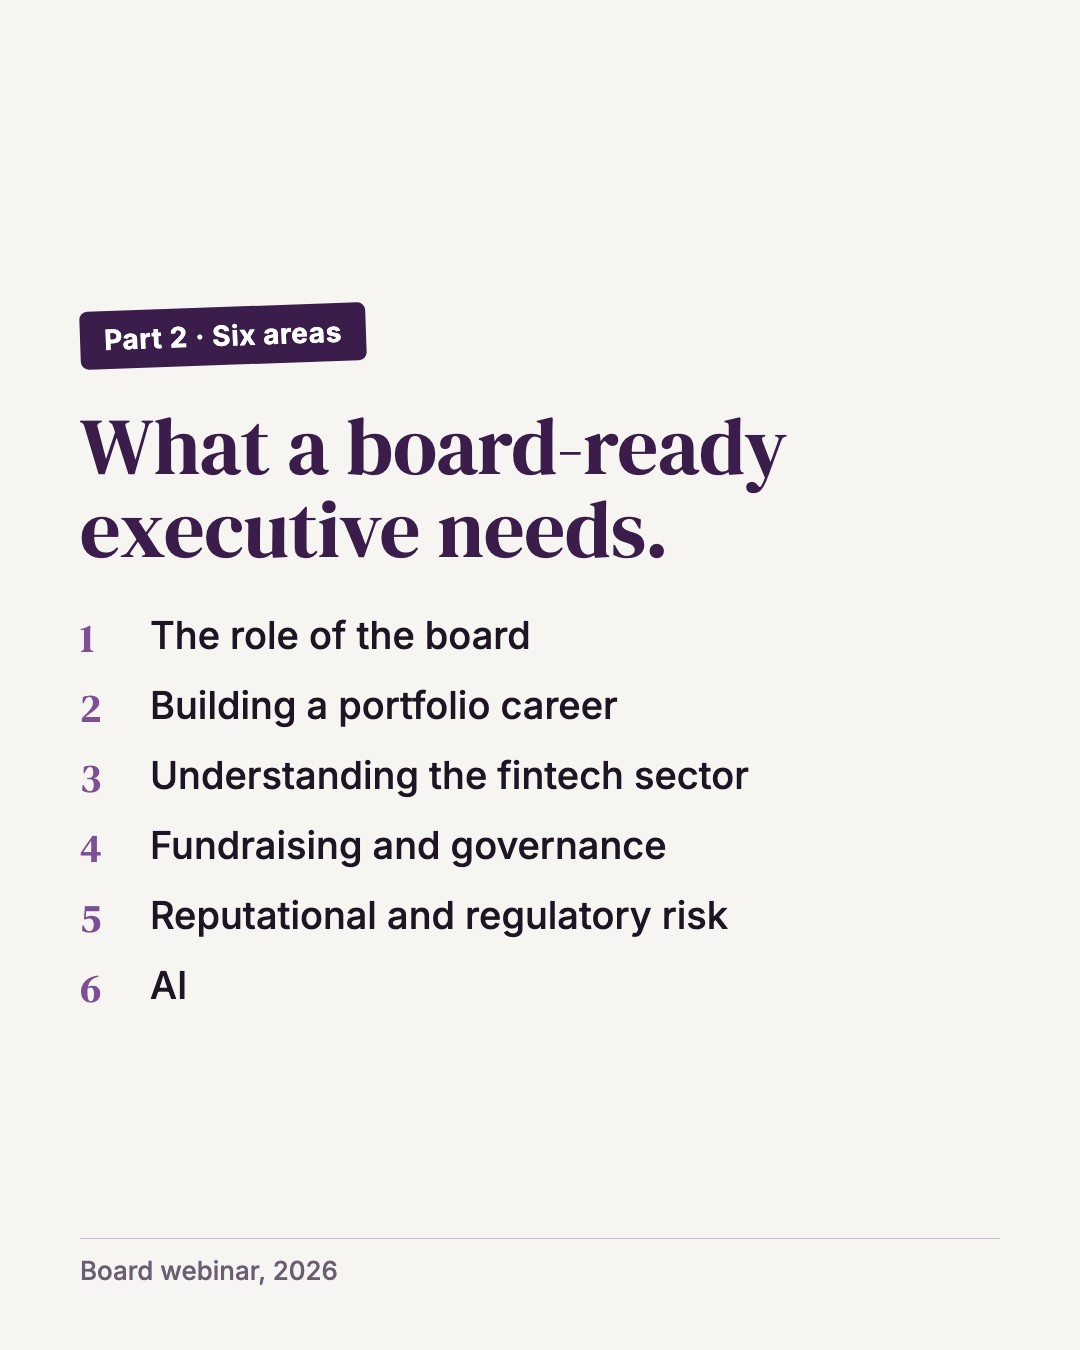 Part 2 · Six areas
What a board-ready
executive needs.
1 The role of the board
2 Building a portfolio career
3 Understanding the fintech sector
4 Fundraising and governance
5 Reputational and regulatory risk
6 AI
Board webinar, 2026